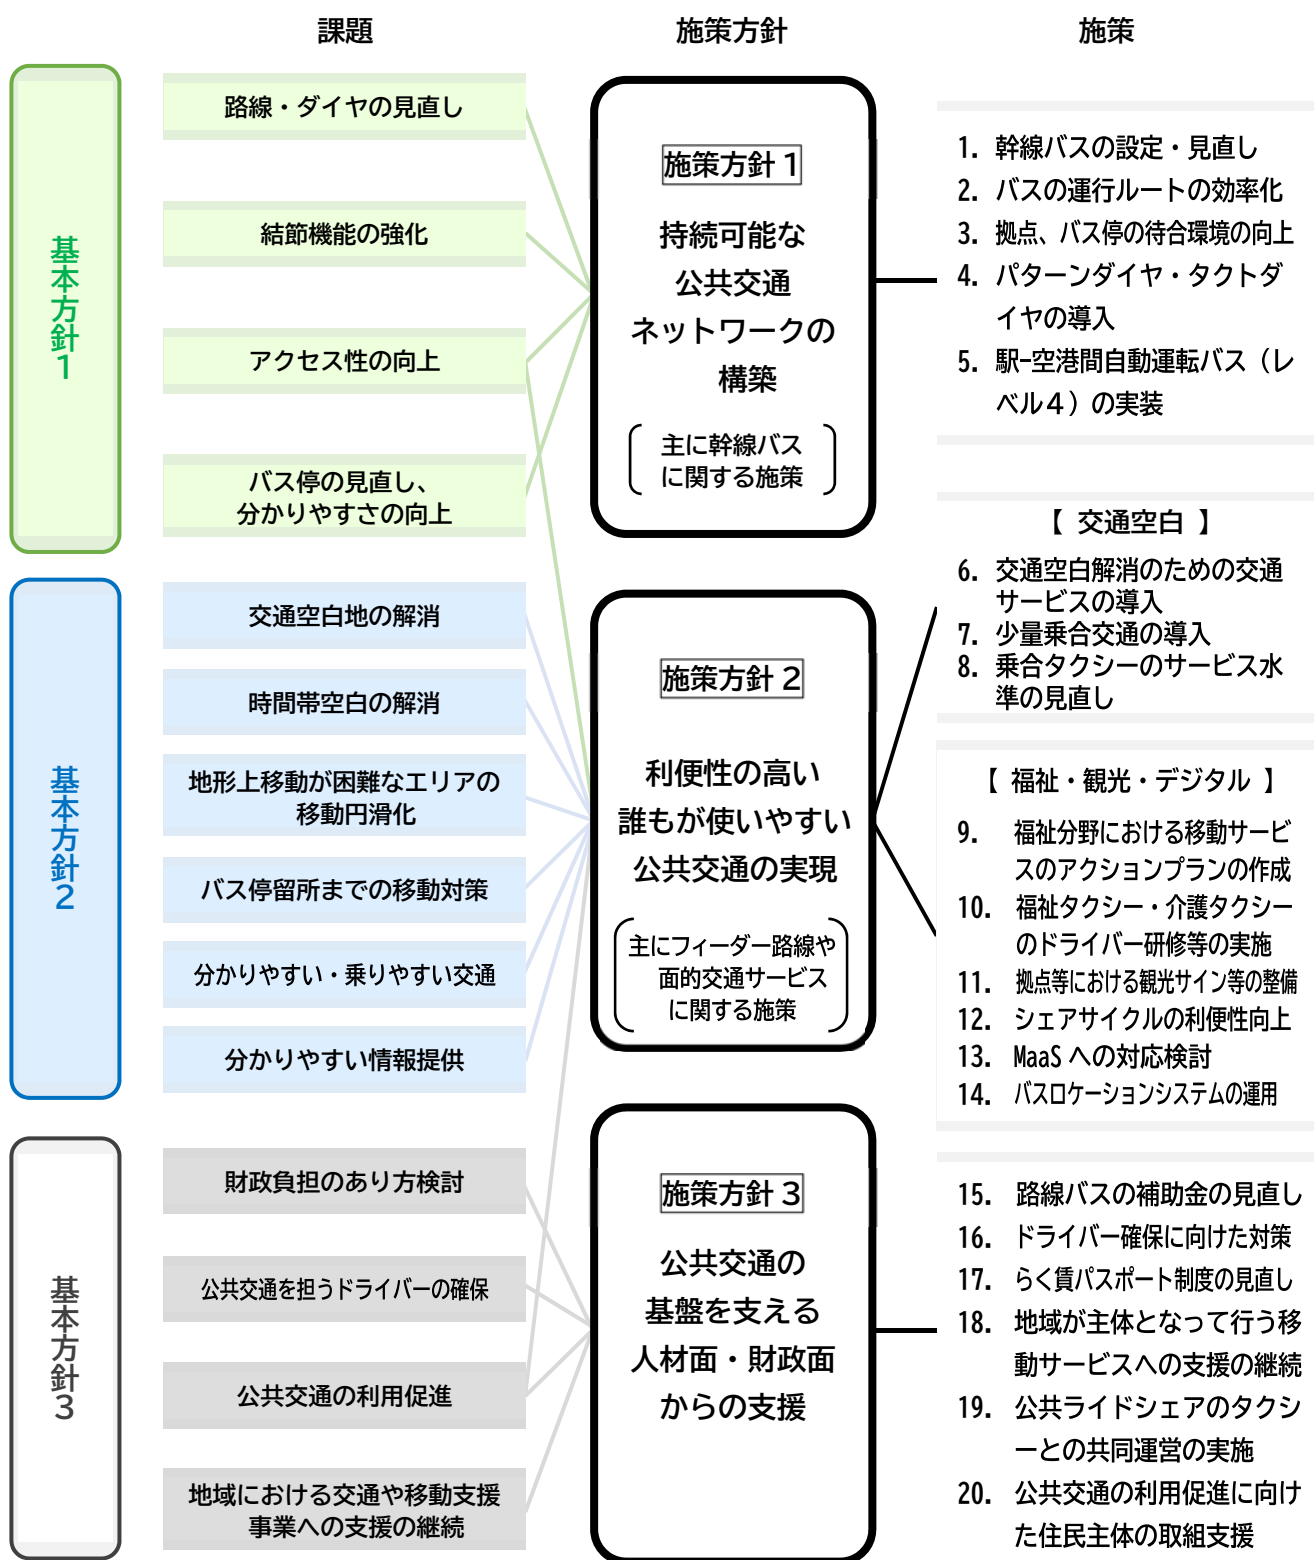 課題
施策方針
施策
基本方針1
路線・ダイヤの見直し
結節機能の強化
アクセス性の向上
バス停の見直し、
分かりやすさの向上
施策方針1
持続可能な
公共交通
ネットワークの
構築
主に幹線バス
に関する施策
1. 幹線バスの設定・見直し
2. バスの運行ルートの効率化
3. 拠点、バス停の待合環境の向上
4. パターンダイヤ・タクトダ
イヤの導入
5. 駅-空港間自動運転バス(レ
ベル4)の実装
基本方針2
交通空白地の解消
時間帯空白の解消
地形上移動が困難なエリアの
移動円滑化
バス停留所までの移動対策
分かりやすい・乗りやすい交通
分かりやすい情報提供
施策方針2
利便性の高い
誰もが使いやすい
公共交通の実現
主にフィーダー路線や
面的交通サービス
に関する施策
【 交通空白 】
6. 交通空白解消のための交通
サービスの導入
7. 少量乗合交通の導入
8. 乗合タクシーのサービス水
準の見直し
【 福祉・観光・デジタル 】
9. 福祉分野における移動サービ
スのアクションプランの作成
10. 福祉タクシー・介護タクシー
のドライバー研修等の実施
11. 拠点等における観光サイン等の整備
12. シェアサイクルの利便性向上
13. MaaS への対応検討
14. バスロケーションシステムの運用
基本方針3
財政負担のあり方検討
公共交通を担うドライバーの確保
公共交通の利用促進
地域における交通や移動支援
事業への支援の継続
施策方針3
公共交通の
基盤を支える
人材面・財政面
からの支援
15. 路線バスの補助金の見直し
16. ドライバー確保に向けた対策
17. らく賃パスポート制度の見直し
18. 地域が主体となって行う移
動サービスへの支援の継続
19. 公共ライドシェアのタクシ
ーとの共同運営の実施
20. 公共交通の利用促進に向け
た住民主体の取組支援